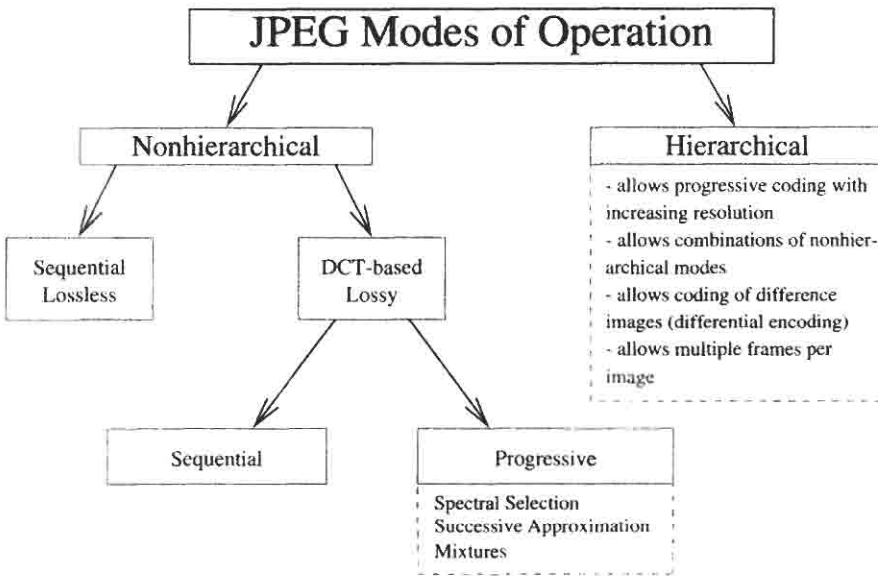 JPEG Modes of Operation
Nonhierarchical
Hierarchical
- allows progressive coding with
increasing resolution
- allows combinations of nonhier-
archical modes
- allows coding of difference
images (differential encoding)
- allows multiple frames per
image
Sequential
Lossless
DCT-based
Lossy
Sequential
Progressive
Spectral Selection
Successive Approximation
Mixtures